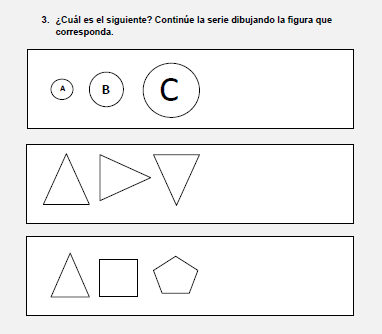 3. ¿Cuál es el siguiente? Continúe la serie dibujando la figura que
corresponda.
A B C